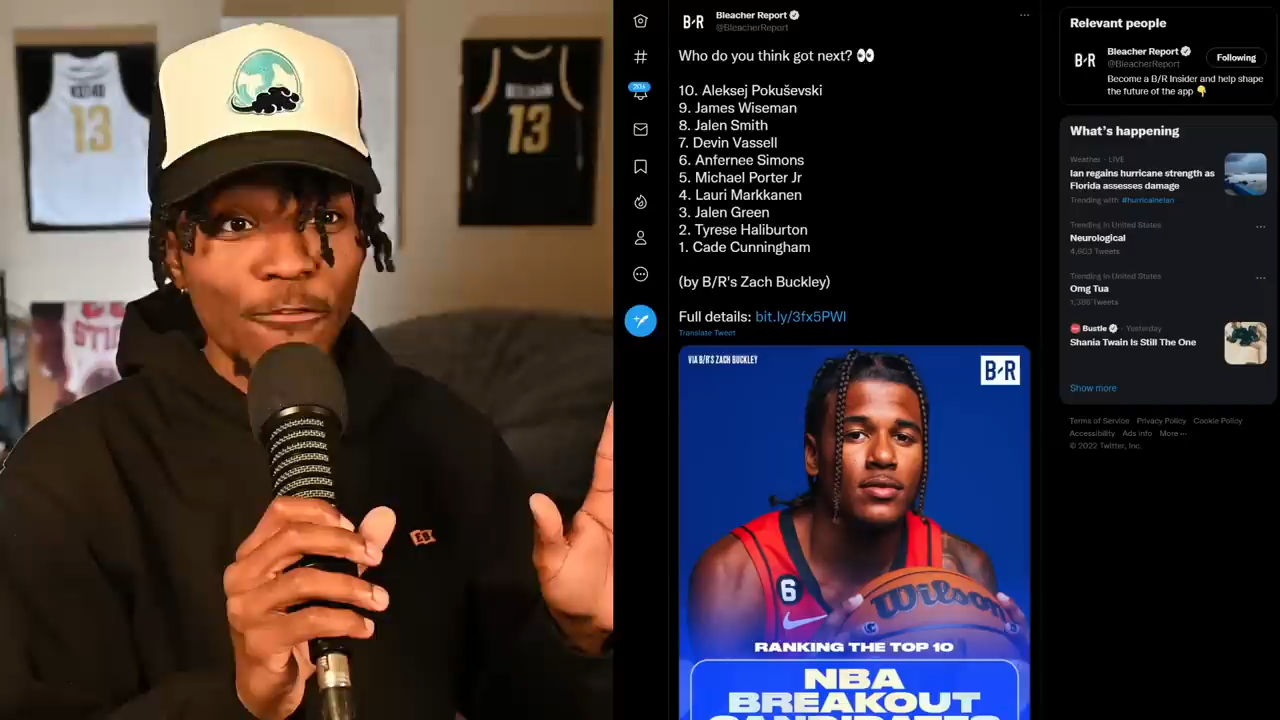 13
13
20+
B/R
Bleacher Report
@BleacherReport
Who do you think got next? 👀
10. Aleksej Pokuševski
9. James Wiseman
8. Jalen Smith
7. Devin Vassell
6. Anfernee Simons
5. Michael Porter Jr
4. Lauri Markkanen
3. Jalen Green
2. Tyrese Haliburton
1. Cade Cunningham
(by B/R's Zach Buckley)
Full details: bit.ly/3fx5PWI
Translate Tweet
VIA B/R'S ZACH BUCKLEY
B/R
6
Wilson
RANKING THE TOP 10
NBA
BREAKOUT
CANDIDATES
Relevant people
B/R
Bleacher Report
@BleacherReport
Following
Become a B/R Insider and help shape
the future of the app 👇
What's happening
Weather · LIVE
Ian regains hurricane strength as
Florida assesses damage
Trending with #hurricaneIan
Trending in United States
Neurological
4,603 Tweets
Trending in United States
Omg Tua
1,386 Tweets
Bustle · Yesterday
Shania Twain Is Still The One
Show more
Terms of Service Privacy Policy Cookie Policy
Accessibility Ads info More ···
© 2022 Twitter, Inc.